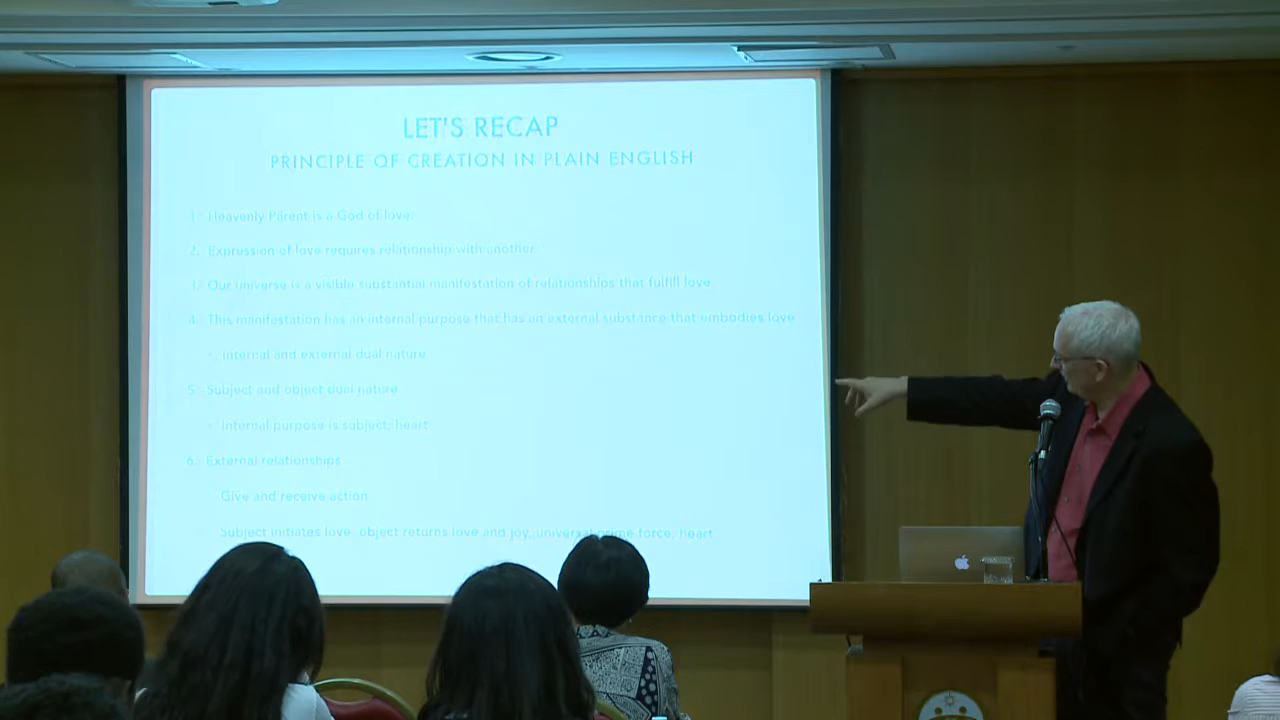 LET'S RECAP
PRINCIPLE OF CREATION IN PLAIN ENGLISH
1. Heavenly Parent is a God of love.
2. Expression of love requires relationship with another
3. Our universe is a visible substantial manifestation of relationships that fulfill love
4. This manifestation has an internal purpose that has an external substance that embodies love
• Internal and external dual nature
5. Subject and object dual nature
• Internal purpose is subject: heart
6. External relationships
Give and receive action
Subject initiates love, object returns love and joy, universal prime force, heart